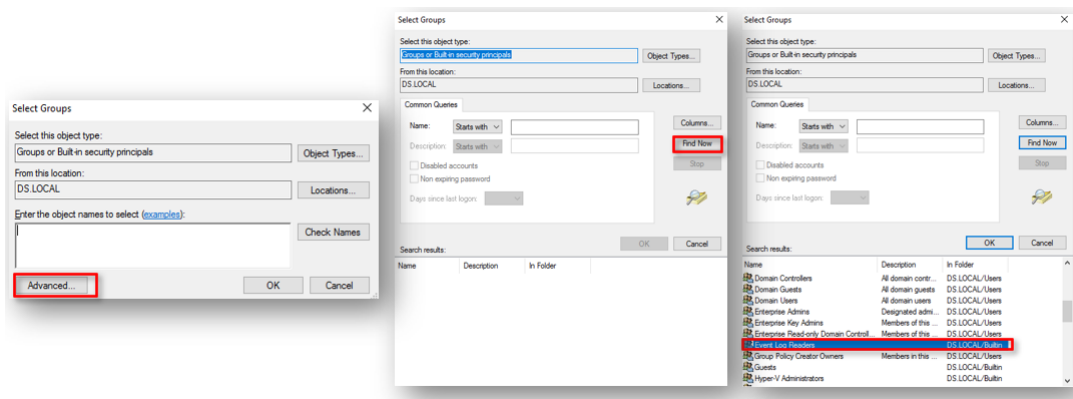 Select Groups
Select this object type:
Groups or Built-in security principals
Object Types...
From this location:
DS.LOCAL
Locations...
Enter the object names to select (examples):
Check Names
Advanced...
OK
Cancel
Select Groups
Select this object type:
Groups or Built-in security principals
Object Types...
From this location:
DS.LOCAL
Locations...
Common Queries
Name: Starts with
Columns...
Description: Starts with
Find Now
Disabled accounts
Stop
Non expiring password
Days since last logon:
OK Cancel
Search results:
Name Description In Folder
Select Groups
Select this object type:
Groups or Built-in security principals
Object Types...
From this location:
DS.LOCAL
Locations...
Common Queries
Name: Starts with
Columns...
Description: Starts with
Find Now
Disabled accounts
Stop
Non expiring password
Days since last logon:
OK Cancel
Search results:
Name Description In Folder
Domain Controllers All domain contr... DS.LOCAL/Users
Domain Guests All domain guests DS.LOCAL/Users
Domain Users All domain users DS.LOCAL/Users
Enterprise Admins Designated admi... DS.LOCAL/Users
Enterprise Key Admins Members of this ... DS.LOCAL/Users
Enterprise Read-only Domain Controll... Members of this ... DS.LOCAL/Users
Event Log Readers DS.LOCAL/Builtin
Group Policy Creator Owners Members in this ... DS.LOCAL/Users
Guests DS.LOCAL/Builtin
Hyper-V Administrators DS.LOCAL/Builtin